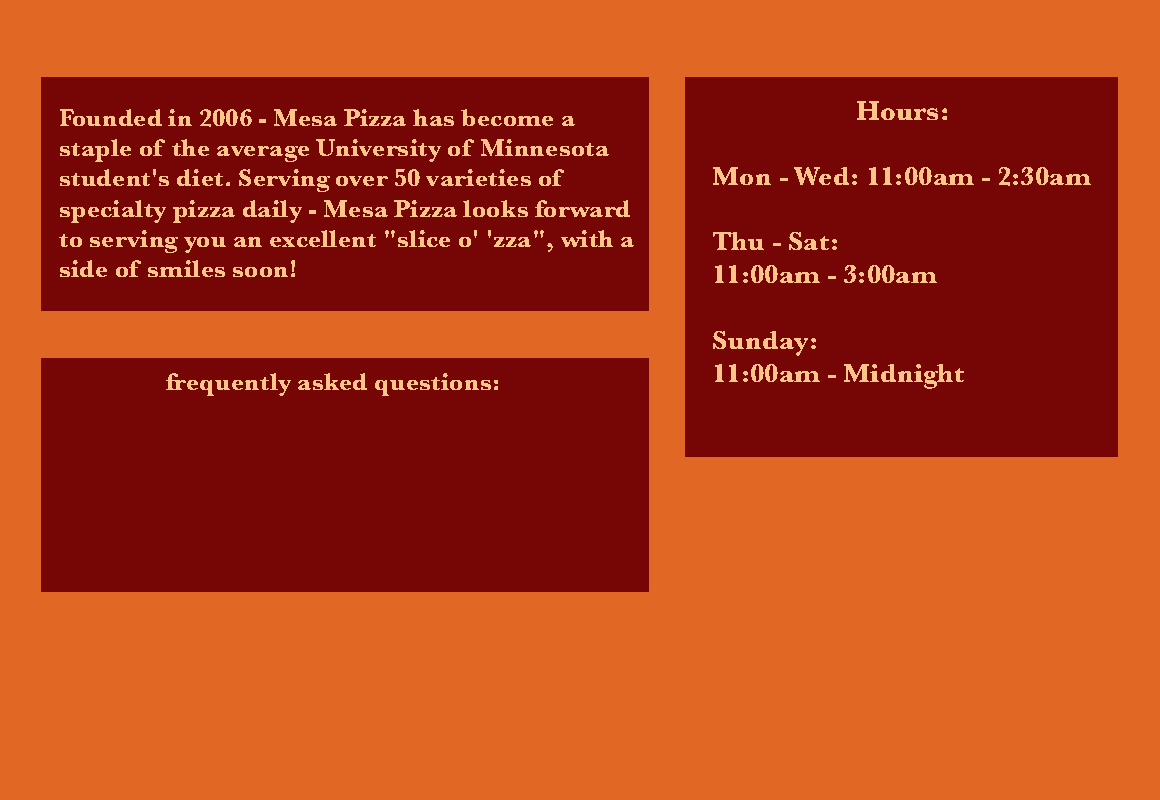 Founded in 2006 - Mesa Pizza has become a
staple of the average University of Minnesota
student's diet. Serving over 50 varieties of
specialty pizza daily - Mesa Pizza looks forward
to serving you an excellent "slice o' 'zza", with a
side of smiles soon!
frequently asked questions:
Hours:
Mon - Wed: 11:00am - 2:30am
Thu - Sat:
11:00am - 3:00am
Sunday:
11:00am - Midnight